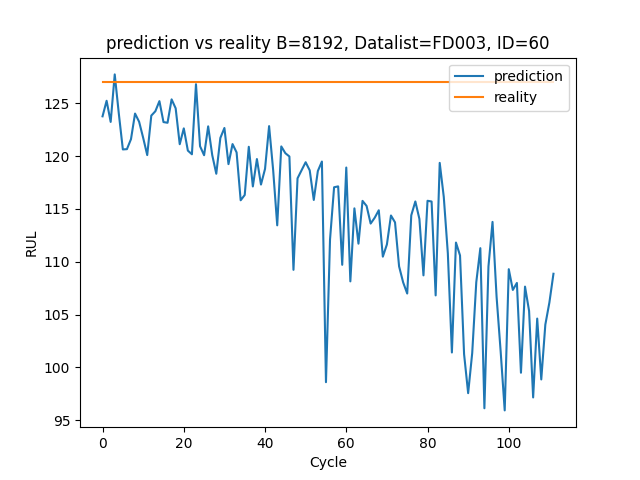 prediction vs reality B=8192, Datalist=FD003, ID=60
prediction
reality
RUL
125
120
115
110
105
100
95
0 20 40 60 80 100
Cycle